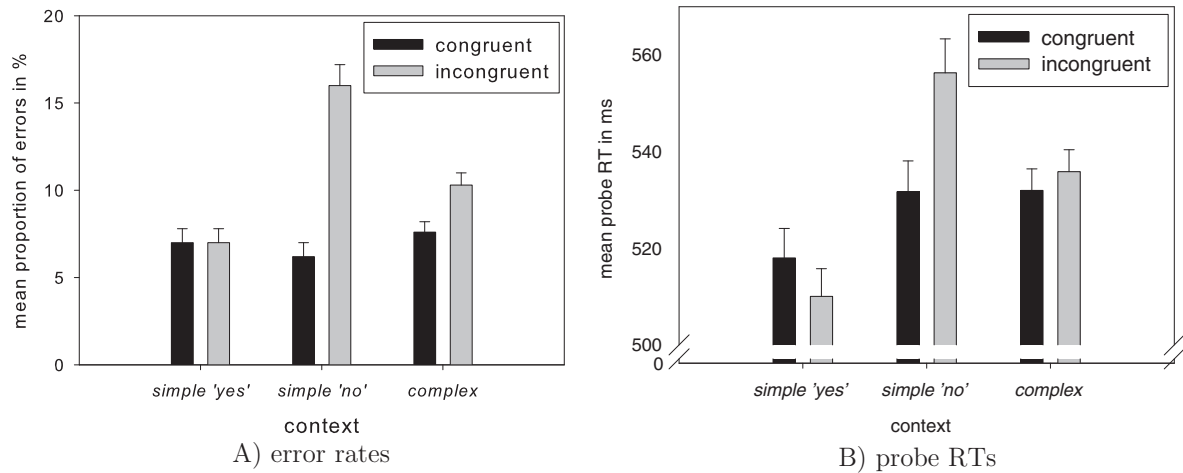 20
15
10
5
0
mean proportion of errors in %
congruent
incongruent
simple 'yes' simple 'no' complex
context
A) error rates
560
540
520
500
0
mean probe RT in ms
congruent
incongruent
simple 'yes' simple 'no' complex
context
B) probe RTs